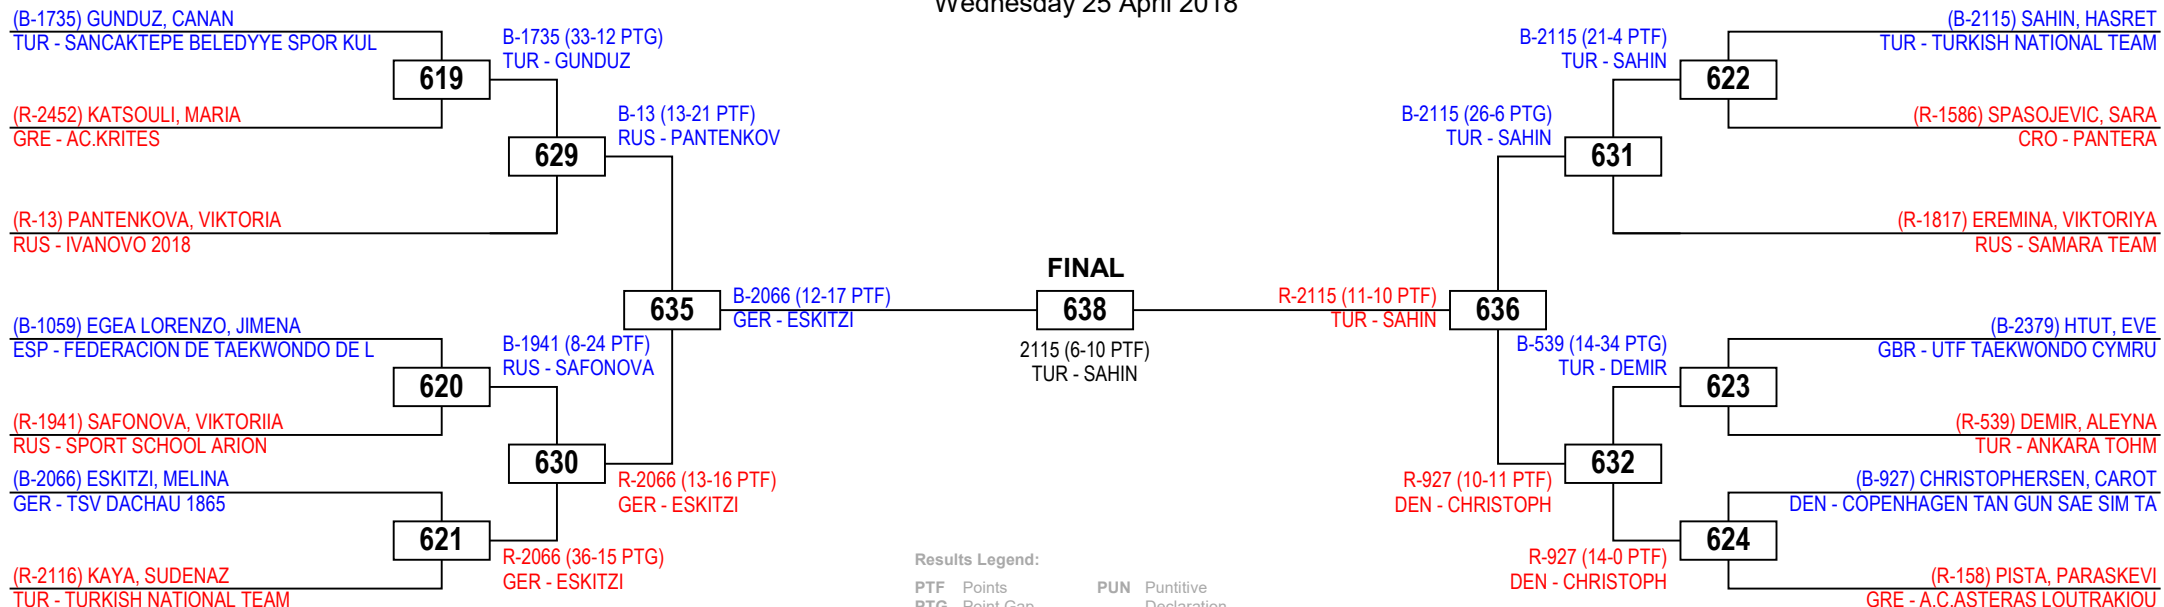 Wednesday 25 April 2018
(B-1735) GUNDUZ, CANAN
TUR - SANCAKTEPE BELEDYYE SPOR KUL
619
(R-2452) KATSOULI, MARIA
GRE - AC.KRITES
B-1735 (33-12 PTG)
TUR - GUNDUZ
629
(R-13) PANTENKOVA, VIKTORIA
RUS - IVANOVO 2018
B-13 (13-21 PTF)
RUS - PANTENKOV
635
(B-1059) EGEA LORENZO, JIMENA
ESP - FEDERACION DE TAEKWONDO DE L
620
(R-1941) SAFONOVA, VIKTORIIA
RUS - SPORT SCHOOL ARION
B-1941 (8-24 PTF)
RUS - SAFONOVA
630
(B-2066) ESKITZI, MELINA
GER - TSV DACHAU 1865
621
(R-2116) KAYA, SUDENAZ
TUR - TURKISH NATIONAL TEAM
R-2066 (36-15 PTG)
GER - ESKITZI
R-2066 (13-16 PTF)
GER - ESKITZI
B-2066 (12-17 PTF)
GER - ESKITZI
FINAL
638
2115 (6-10 PTF)
TUR - SAHIN
R-2115 (11-10 PTF)
TUR - SAHIN
636
B-2115 (26-6 PTG)
TUR - SAHIN
631
B-2115 (21-4 PTF)
TUR - SAHIN
622
(B-2115) SAHIN, HASRET
TUR - TURKISH NATIONAL TEAM
(R-1586) SPASOJEVIC, SARA
CRO - PANTERA
(R-1817) EREMINA, VIKTORIYA
RUS - SAMARA TEAM
B-539 (14-34 PTG)
TUR - DEMIR
623
(B-2379) HTUT, EVE
GBR - UTF TAEKWONDO CYMRU
(R-539) DEMIR, ALEYNA
TUR - ANKARA TOHM
632
R-927 (10-11 PTF)
DEN - CHRISTOPH
R-927 (14-0 PTF)
DEN - CHRISTOPH
624
(B-927) CHRISTOPHERSEN, CAROT
DEN - COPENHAGEN TAN GUN SAE SIM TA
(R-158) PISTA, PARASKEVI
GRE - A.C.ASTERAS LOUTRAKIOU
Results Legend:
PTF Points
PUN Puntitive
PTG Point Gap
Declaration